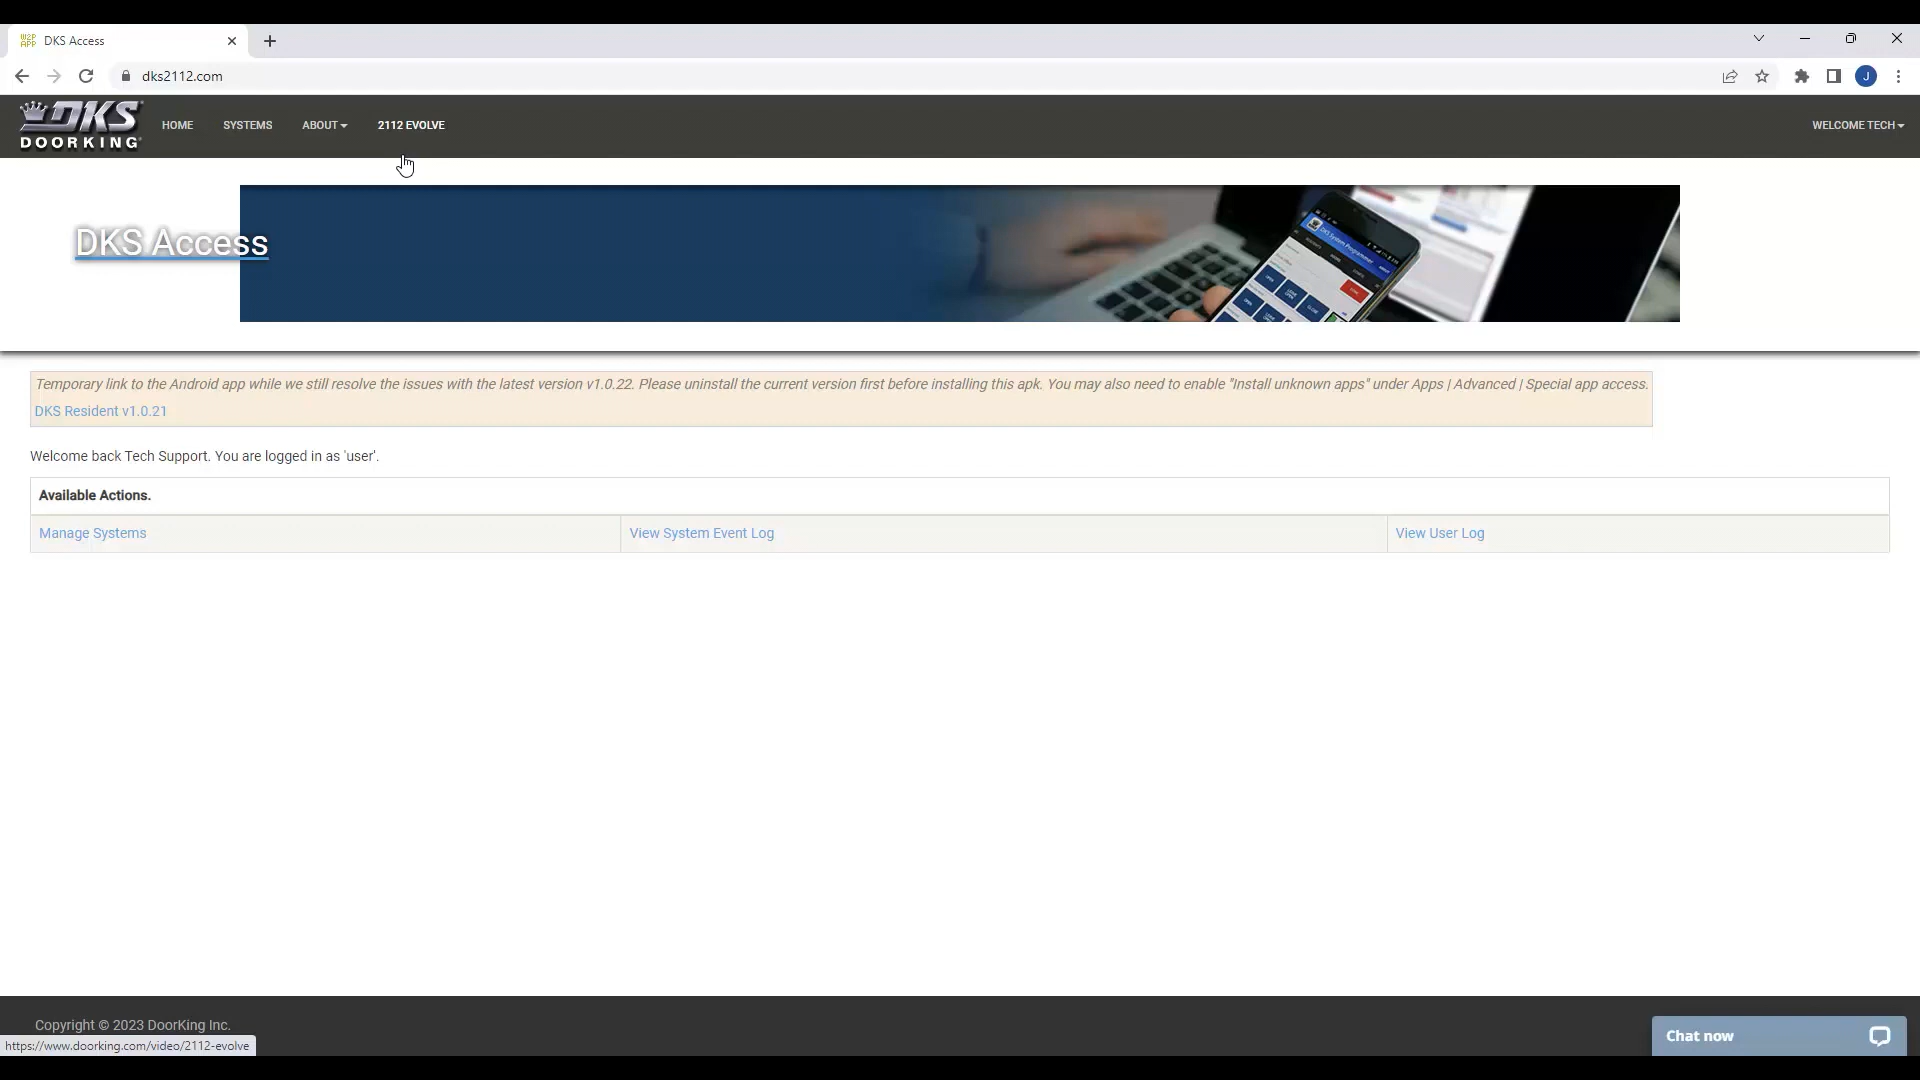 W2P
APP
DKS Access
dks2112.com
J
DKS
DOORKING
HOME
SYSTEMS
ABOUT
2112 EVOLVE
WELCOME TECH
DKS Access
DKS System Programmer
Temporary link to the Android app while we still resolve the issues with the latest version v1.0.22. Please uninstall the current version first before installing this apk. You may also need to enable "Install unknown apps" under Apps | Advanced | Special app access.
DKS Resident v1.0.21
Welcome back Tech Support. You are logged in as 'user'.
Available Actions.
Manage Systems
View System Event Log
View User Log
Copyright © 2023 DoorKing Inc.
https://www.doorking.com/video/2112-evolve
Chat now